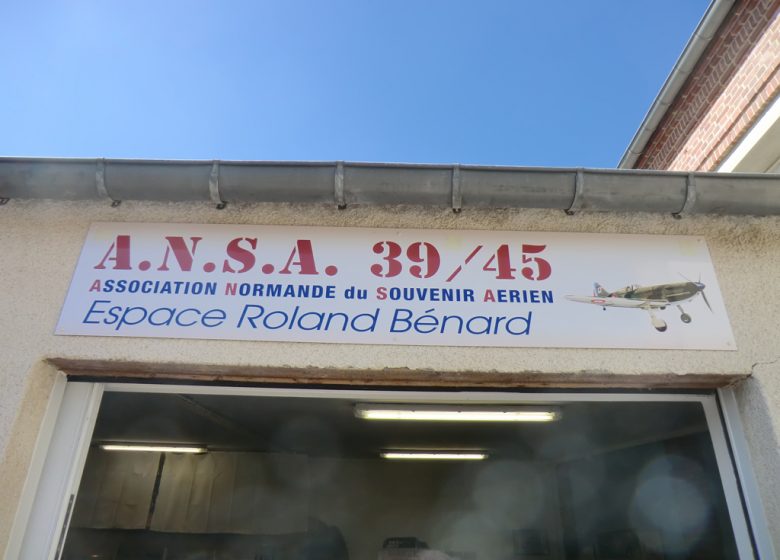 A.N.S.A. 39/45
ASSOCIATION NORMANDE du SOUVENIR AERIEN
Espace Roland Bénard